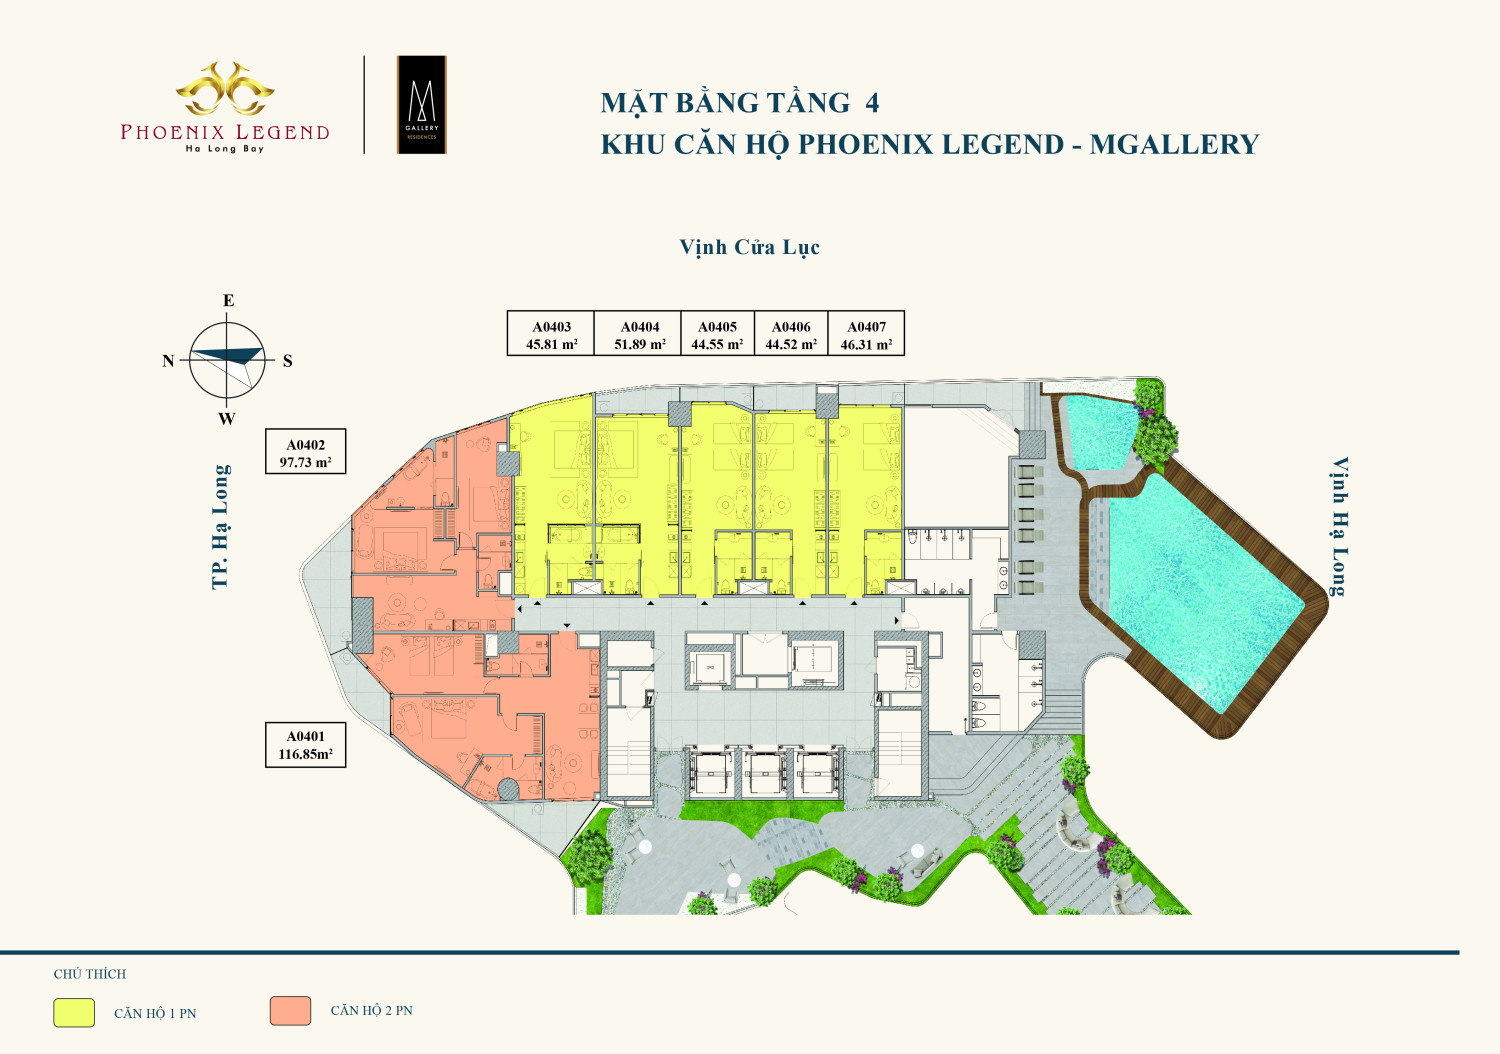 PHOENIX LEGEND
Ha Long Bay
M
GALLERY
RESIDENCES
MẶT BẰNG TẦNG 4
KHU CĂN HỘ PHOENIX LEGEND - MGALLERY
Vịnh Cửa Lục
E
N
S
W
A0403
45.81 m²
A0404
51.89 m²
A0405
44.55 m²
A0406
44.52 m²
A0407
46.31 m²
A0402
97.73 m²
TP. Hạ Long
Vịnh Hạ Long
A0401
116.85m²
CHÚ THÍCH
CĂN HỘ 1 PN
CĂN HỘ 2 PN